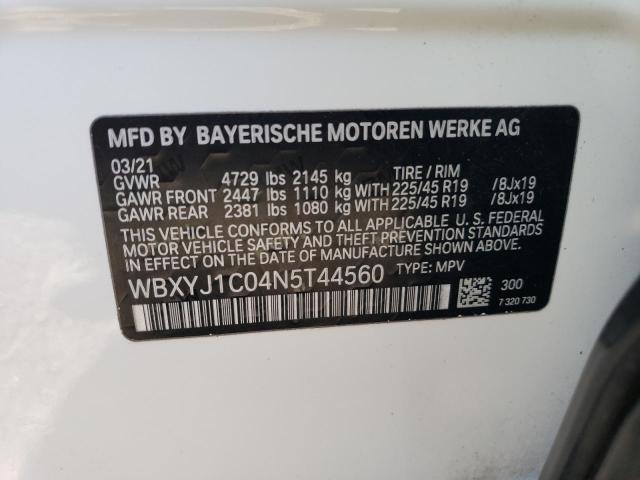 MFD BY BAYERISCHE MOTOREN WERKE AG
03/21
GVWR 4729 lbs 2145 kg TIRE / RIM
GAWR FRONT 2447 lbs 1110 kg WITH 225/45 R19 /8Jx19
GAWR REAR 2381 lbs 1080 kg WITH 225/45 R19 /8Jx19
THIS VEHICLE CONFORMS TO ALL APPLICABLE U. S. FEDERAL
MOTOR VEHICLE SAFETY AND THEFT PREVENTION STANDARDS
IN EFFECT ON THE DATE OF MANUFACTURE SHOWN ABOVE.
WBXYJ1C04N5T44560 TYPE: MPV
300
7 320 730